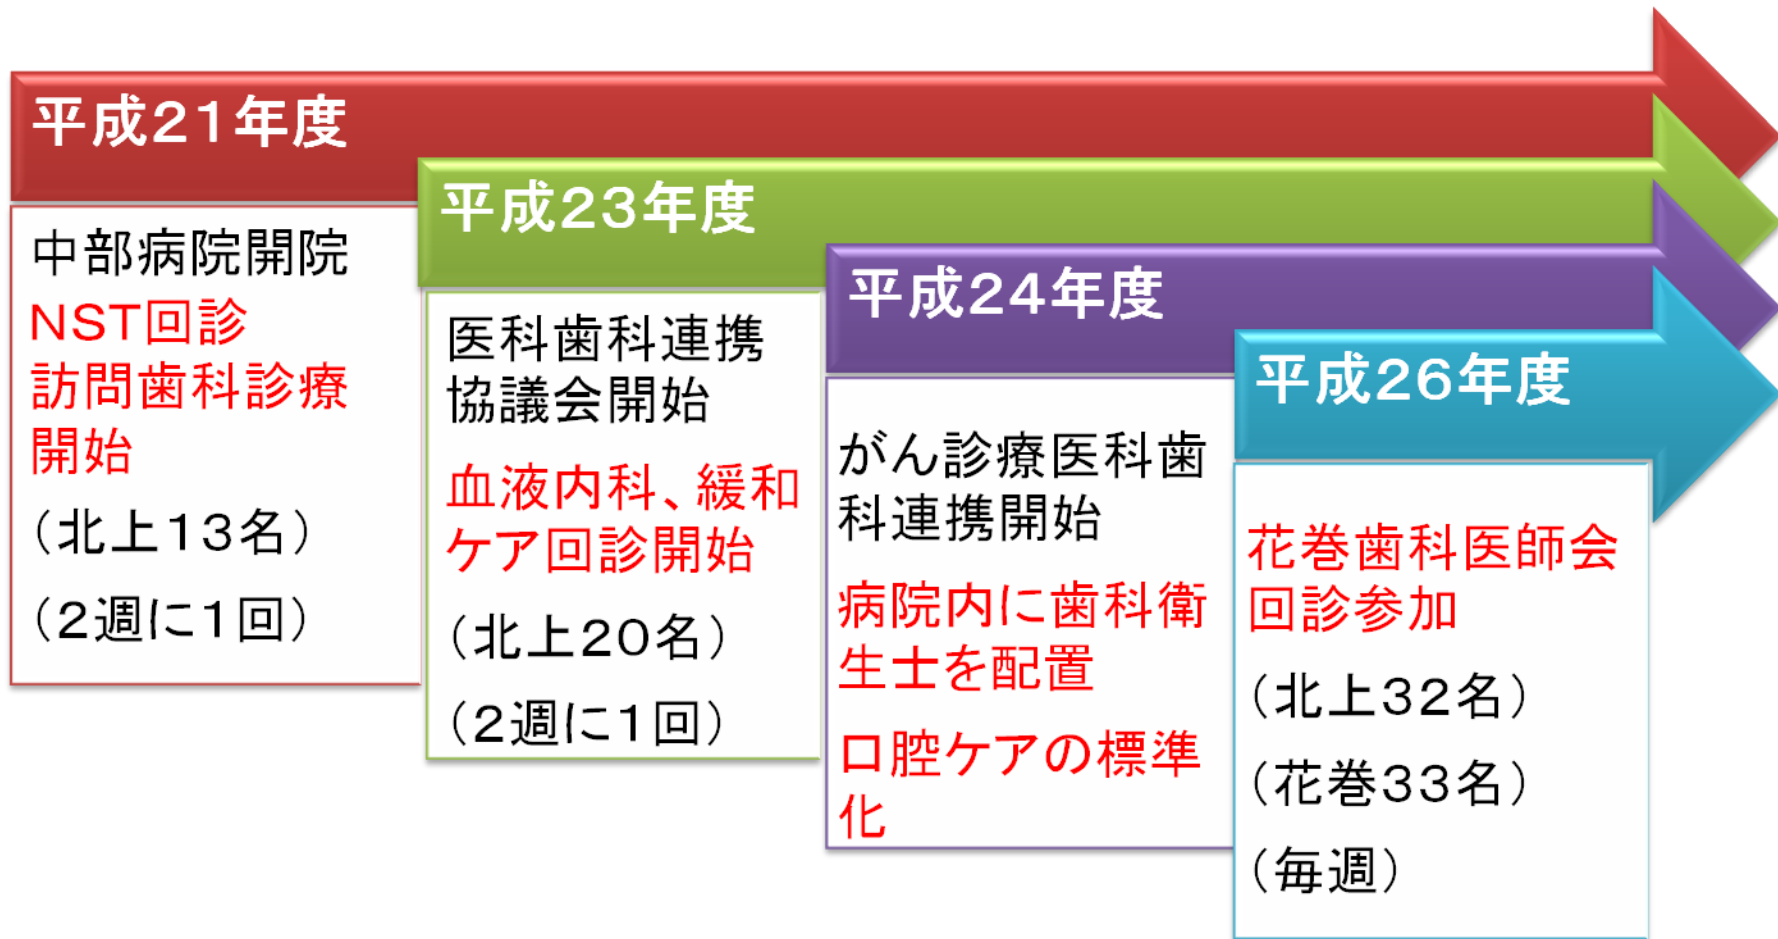 平成21年度
中部病院開院
NST回診
訪問歯科診療
開始
（北上13名）
（2週に1回）
平成23年度
医科歯科連携
協議会開始
血液内科、緩和
ケア回診開始
（北上20名）
（2週に1回）
平成24年度
がん診療医科歯
科連携開始
病院内に歯科衛
生士を配置
口腔ケアの標準
化
平成26年度
花巻歯科医師会
回診参加
（北上32名）
（花巻33名）
（毎週）